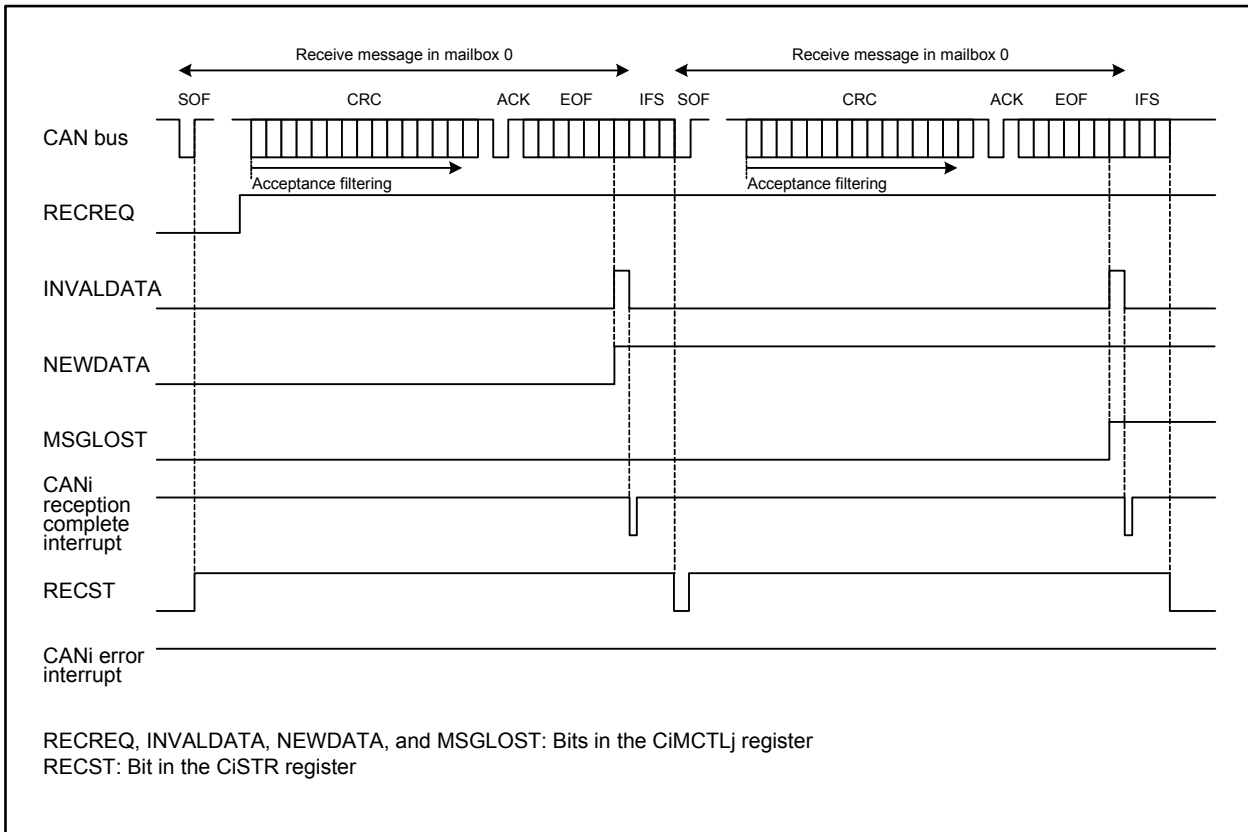 Receive message in mailbox 0 Receive message in mailbox 0
SOF CRC ACK EOF IFS SOF CRC ACK EOF IFS
CAN bus
Acceptance filtering Acceptance filtering
RECREQ
INVALDATA
NEWDATA
MSGLOST
CANi
reception
complete
interrupt
RECST
CANi error
interrupt
RECREQ, INVALDATA, NEWDATA, and MSGLOST: Bits in the CiMCTLj register
RECST: Bit in the CiSTR register